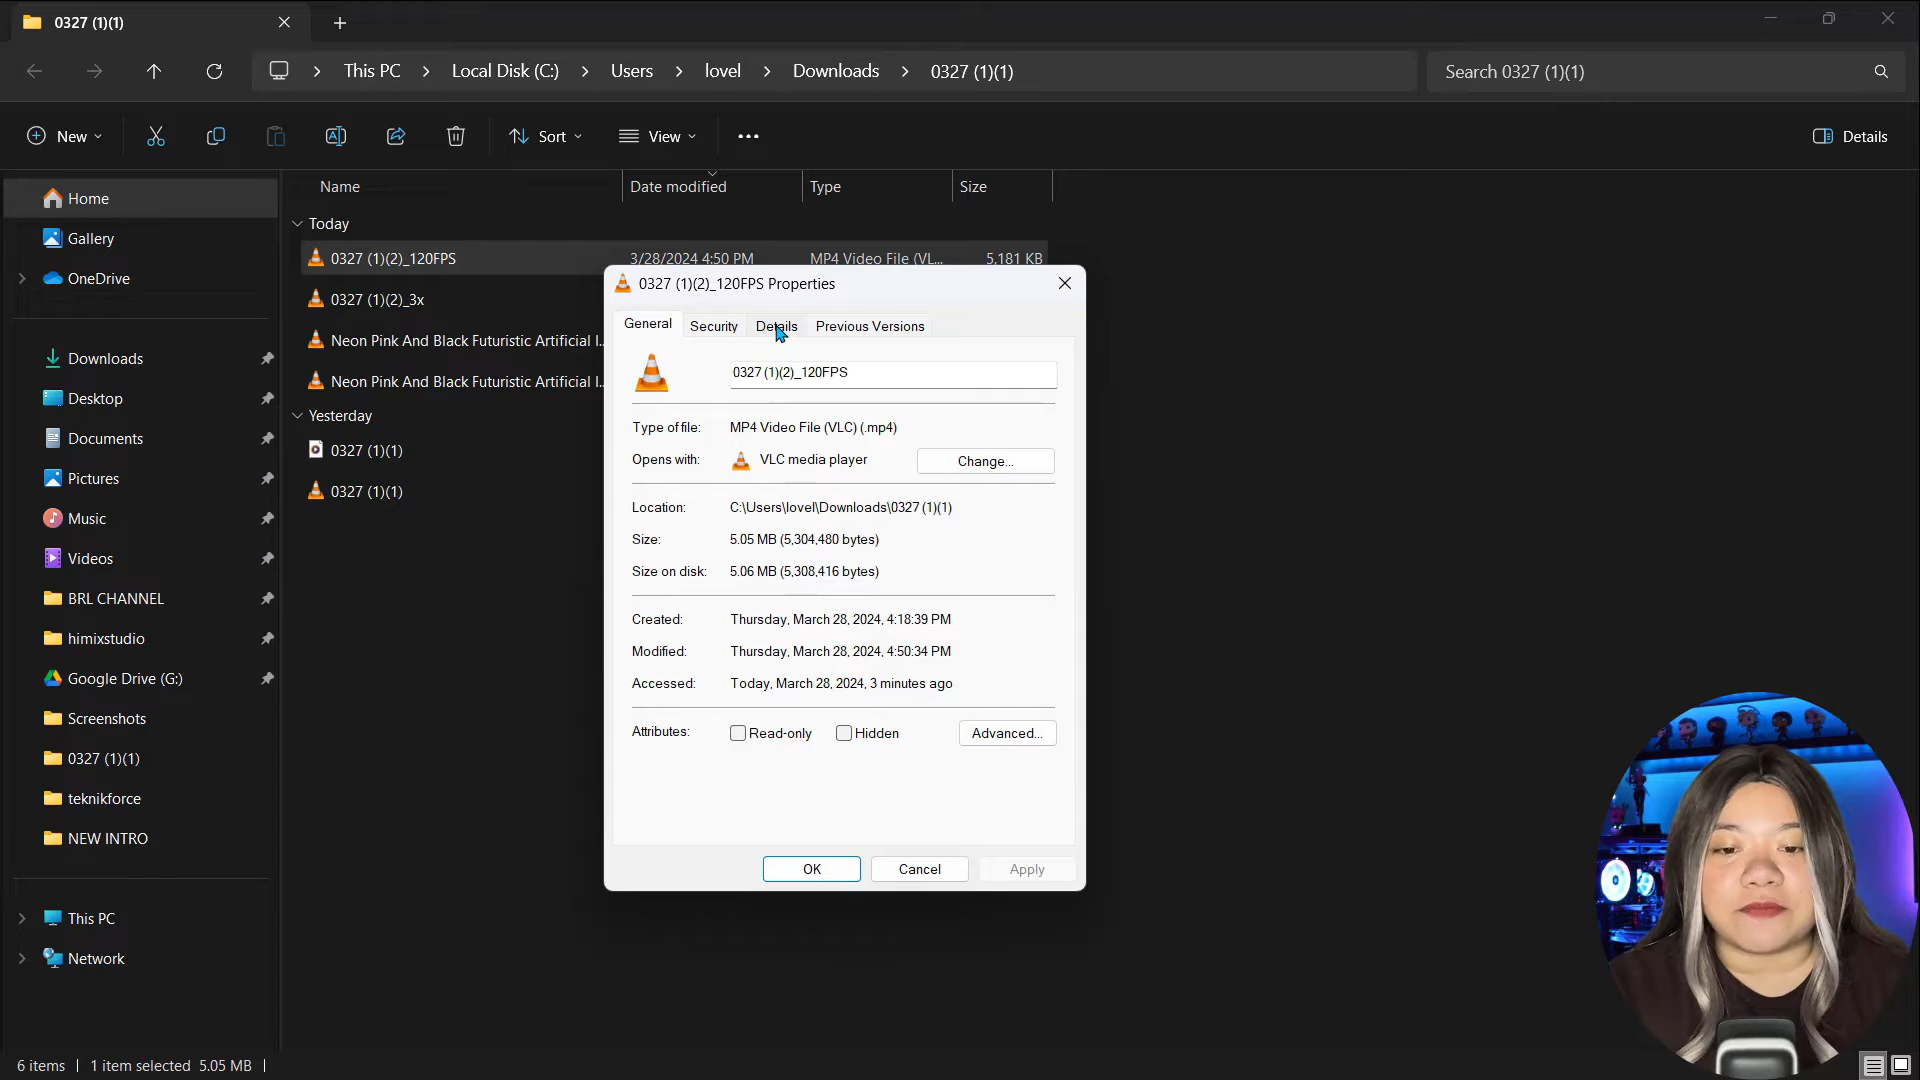 0327 (1)(1)
This PC
Local Disk (C:)
Users
lovel
Downloads
0327 (1)(1)
Search 0327 (1)(1)
New
Sort
View
Details
Name
Date modified
Type
Size
Home
Gallery
OneDrive
Downloads
Desktop
Documents
Pictures
Music
Videos
BRL CHANNEL
himixstudio
Google Drive (G:)
Screenshots
0327 (1)(1)
teknikforce
NEW INTRO
This PC
Network
Today
0327 (1)(2)_120FPS
3/28/2024 4:50 PM
MP4 Video File (VL...
5,181 KB
0327 (1)(2)_3x
Neon Pink And Black Futuristic Artificial I...
Neon Pink And Black Futuristic Artificial I...
Yesterday
0327 (1)(1)
0327 (1)(1)
0327 (1)(2)_120FPS Properties
General
Security
Details
Previous Versions
0327 (1)(2)_120FPS
Type of file:
MP4 Video File (VLC) (.mp4)
Opens with:
VLC media player
Change...
Location:
C:\Users\lovel\Downloads\0327 (1)(1)
Size:
5.05 MB (5,304,480 bytes)
Size on disk:
5.06 MB (5,308,416 bytes)
Created:
Thursday, March 28, 2024, 4:18:39 PM
Modified:
Thursday, March 28, 2024, 4:50:34 PM
Accessed:
Today, March 28, 2024, 3 minutes ago
Attributes:
Read-only
Hidden
Advanced...
OK
Cancel
Apply
6 items
1 item selected 5.05 MB